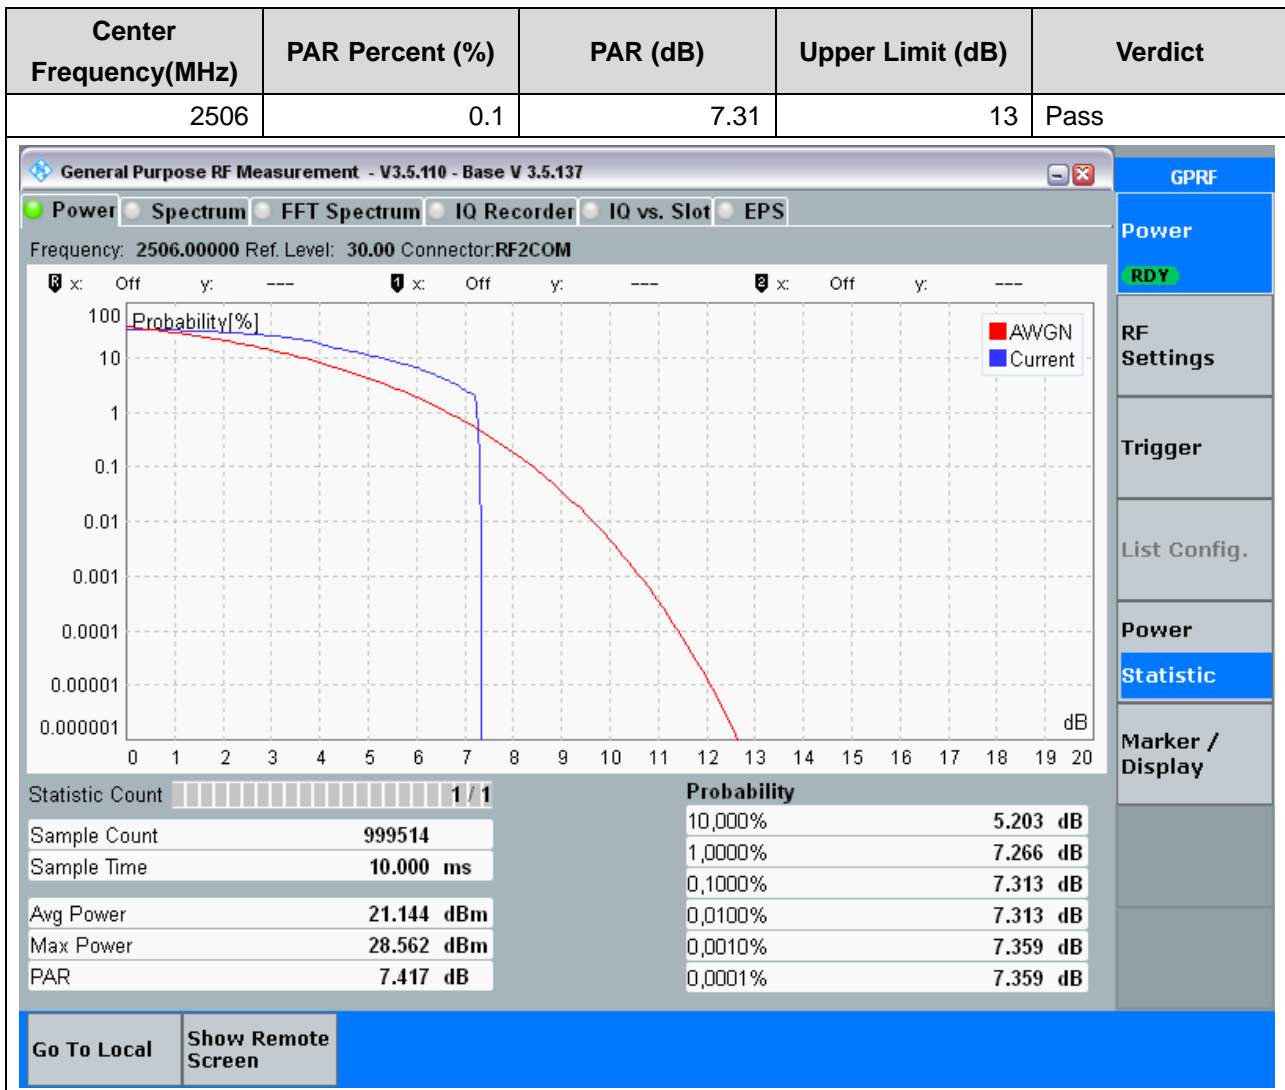 Center Frequency(MHz) PAR Percent (%) PAR (dB) Upper Limit (dB) Verdict
2506 0.1 7.31 13 Pass
General Purpose RF Measurement - V3.5.110 - Base V 3.5.137
GPRF
Power Spectrum FFT Spectrum IQ Recorder IQ vs. Slot EPS
Power
RDY
Frequency: 2506.00000 Ref. Level: 30.00 Connector:RF2COM
R x: Off y: --- 1 x: Off y: --- 2 x: Off y: ---
Probability[%]
AWGN
Current
100
10
1
0.1
0.01
0.001
0.0001
0.00001
0.000001
dB
0 1 2 3 4 5 6 7 8 9 10 11 12 13 14 15 16 17 18 19 20
RF
Settings
Trigger
List Config.
Power
Statistic
Marker /
Display
Statistic Count 1 / 1
Sample Count 999514
Sample Time 10.000 ms
Avg Power 21.144 dBm
Max Power 28.562 dBm
PAR 7.417 dB
Probability
10,000% 5.203 dB
1,0000% 7.266 dB
0,1000% 7.313 dB
0,0100% 7.313 dB
0,0010% 7.359 dB
0,0001% 7.359 dB
Go To Local
Show Remote
Screen